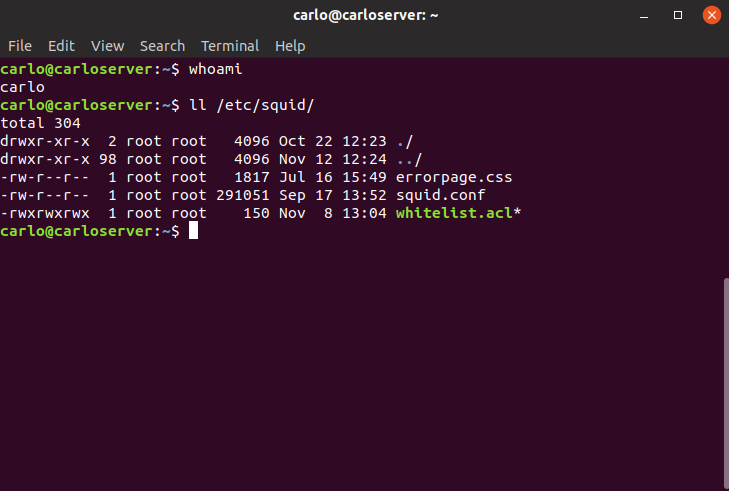 carlo@carloserver: ~
File Edit View Search Terminal Help
carlo@carloserver:~$ whoami
carlo
carlo@carloserver:~$ ll /etc/squid/
total 304
drwxr-xr-x  2 root root   4096 Oct 22 12:23 ./
drwxr-xr-x 98 root root   4096 Nov 12 12:24 ../
-rw-r--r--  1 root root   1817 Jul 16 15:49 errorpage.css
-rw-r--r--  1 root root 291051 Sep 17 13:52 squid.conf
-rwxrwxrwx  1 root root    150 Nov  8 13:04 whitelist.acl*
carlo@carloserver:~$